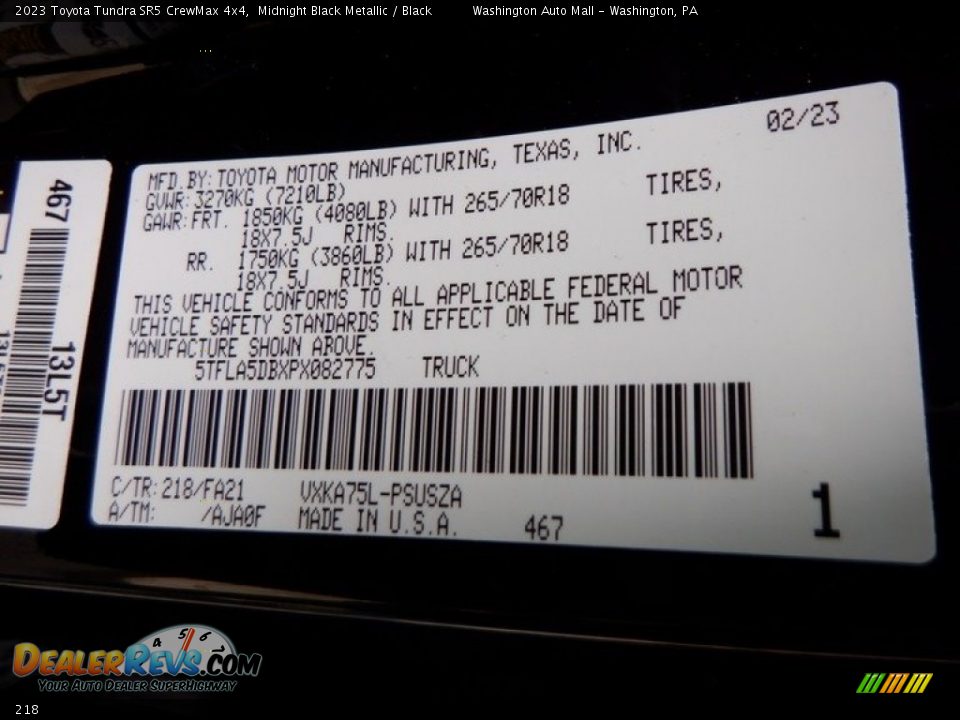 2023 Toyota Tundra SR5 CrewMax 4x4,  Midnight Black Metallic / Black          Washington Auto Mall - Washington, PA
...
02/23
MFD.BY: TOYOTA MOTOR MANUFACTURING, TEXAS, INC.
GVWR: 3270KG (7210LB)
GAWR: FRT. 1850KG (4080LB) WITH 265/70R18 TIRES,
18X7.5J RIMS.
RR. 1750KG (3860LB) WITH 265/70R18 TIRES,
18X7.5J RIMS.
THIS VEHICLE CONFORMS TO ALL APPLICABLE FEDERAL MOTOR
VEHICLE SAFETY STANDARDS IN EFFECT ON THE DATE OF
MANUFACTURE SHOWN ABOVE.
5TFLA5DBXPX082775 TRUCK
C/TR: 218/FA21 VXKA75L-PSUSZA
A/TM: /AJA0F MADE IN U.S.A. 467
1
467
13L5T
4 5 6
DEALERREVS.COM
YOUR AUTO DEALER SUPERHIGHWAY
218